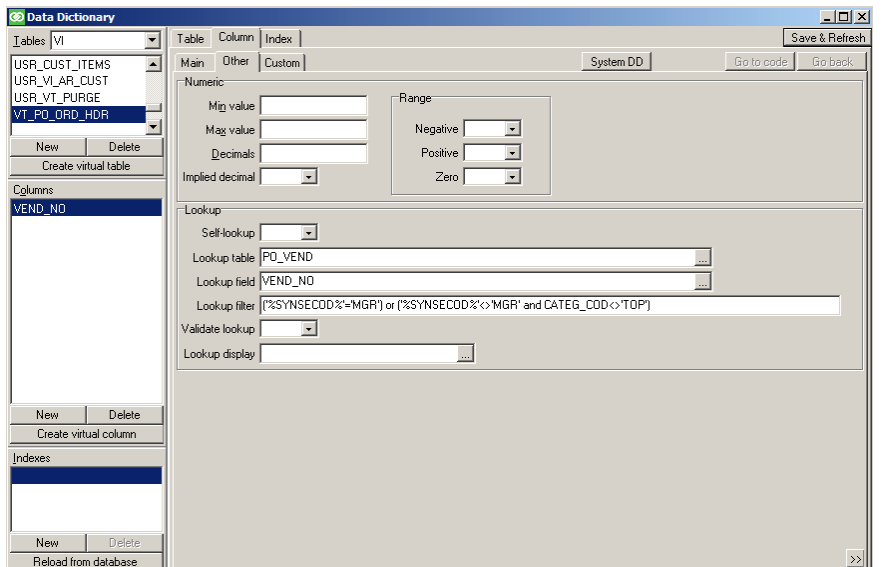 Data Dictionary
Tables VI
USR_CUST_ITEMS
USR_VI_AR_CUST
USR_VT_PURGE
VT_PO_ORD_HDR
New Delete
Create virtual table
Columns
VEND_NO
New Delete
Create virtual column
Indexes
New Delete
Reload from database
Table Column Index Save & Refresh
Main Other Custom System DD Go to code Go back
Numeric
Min value
Max value
Decimals
Implied decimal
Range
Negative
Positive
Zero
Lookup
Self-lookup
Lookup table PO_VEND ...
Lookup field VEND_NO ...
Lookup filter ('%SYNSECOD%'='MGR') or ('%SYNSECOD%'<>'MGR' and CATEG_COD<>'TOP')
Validate lookup
Lookup display ...
>>